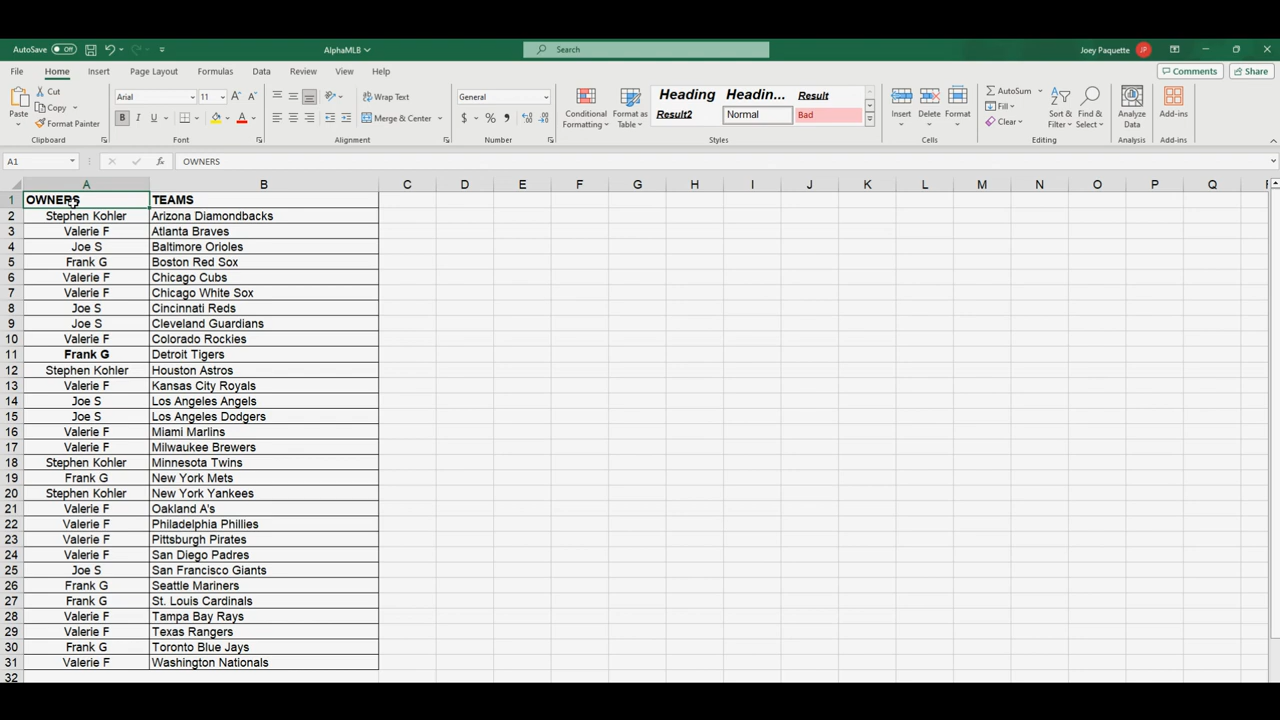 AutoSave Off AlphaMLB Search Joey Paquette JP
File Home Insert Page Layout Formulas Data Review View Help Comments Share
Paste Cut Copy Format Painter Clipboard
Arial 11 A A B I U A Font
Wrap Text Merge & Center Alignment
General $ % 9 Number
Conditional Formatting Format as Table Heading Headin... Result Result2 Normal Bad Styles
Insert Delete Format Cells
AutoSum Fill Clear Sort & Filter Find & Select Editing
Analyze Data Analysis Add-ins Add-ins
A1 fx OWNERS
A B C D E F G H I J K L M N O P Q
1 OWNERS TEAMS
2 Stephen Kohler Arizona Diamondbacks
3 Valerie F Atlanta Braves
4 Joe S Baltimore Orioles
5 Frank G Boston Red Sox
6 Valerie F Chicago Cubs
7 Valerie F Chicago White Sox
8 Joe S Cincinnati Reds
9 Joe S Cleveland Guardians
10 Valerie F Colorado Rockies
11 Frank G Detroit Tigers
12 Stephen Kohler Houston Astros
13 Valerie F Kansas City Royals
14 Joe S Los Angeles Angels
15 Joe S Los Angeles Dodgers
16 Valerie F Miami Marlins
17 Valerie F Milwaukee Brewers
18 Stephen Kohler Minnesota Twins
19 Frank G New York Mets
20 Stephen Kohler New York Yankees
21 Valerie F Oakland A's
22 Valerie F Philadelphia Phillies
23 Valerie F Pittsburgh Pirates
24 Valerie F San Diego Padres
25 Joe S San Francisco Giants
26 Frank G Seattle Mariners
27 Frank G St. Louis Cardinals
28 Valerie F Tampa Bay Rays
29 Valerie F Texas Rangers
30 Frank G Toronto Blue Jays
31 Valerie F Washington Nationals
32